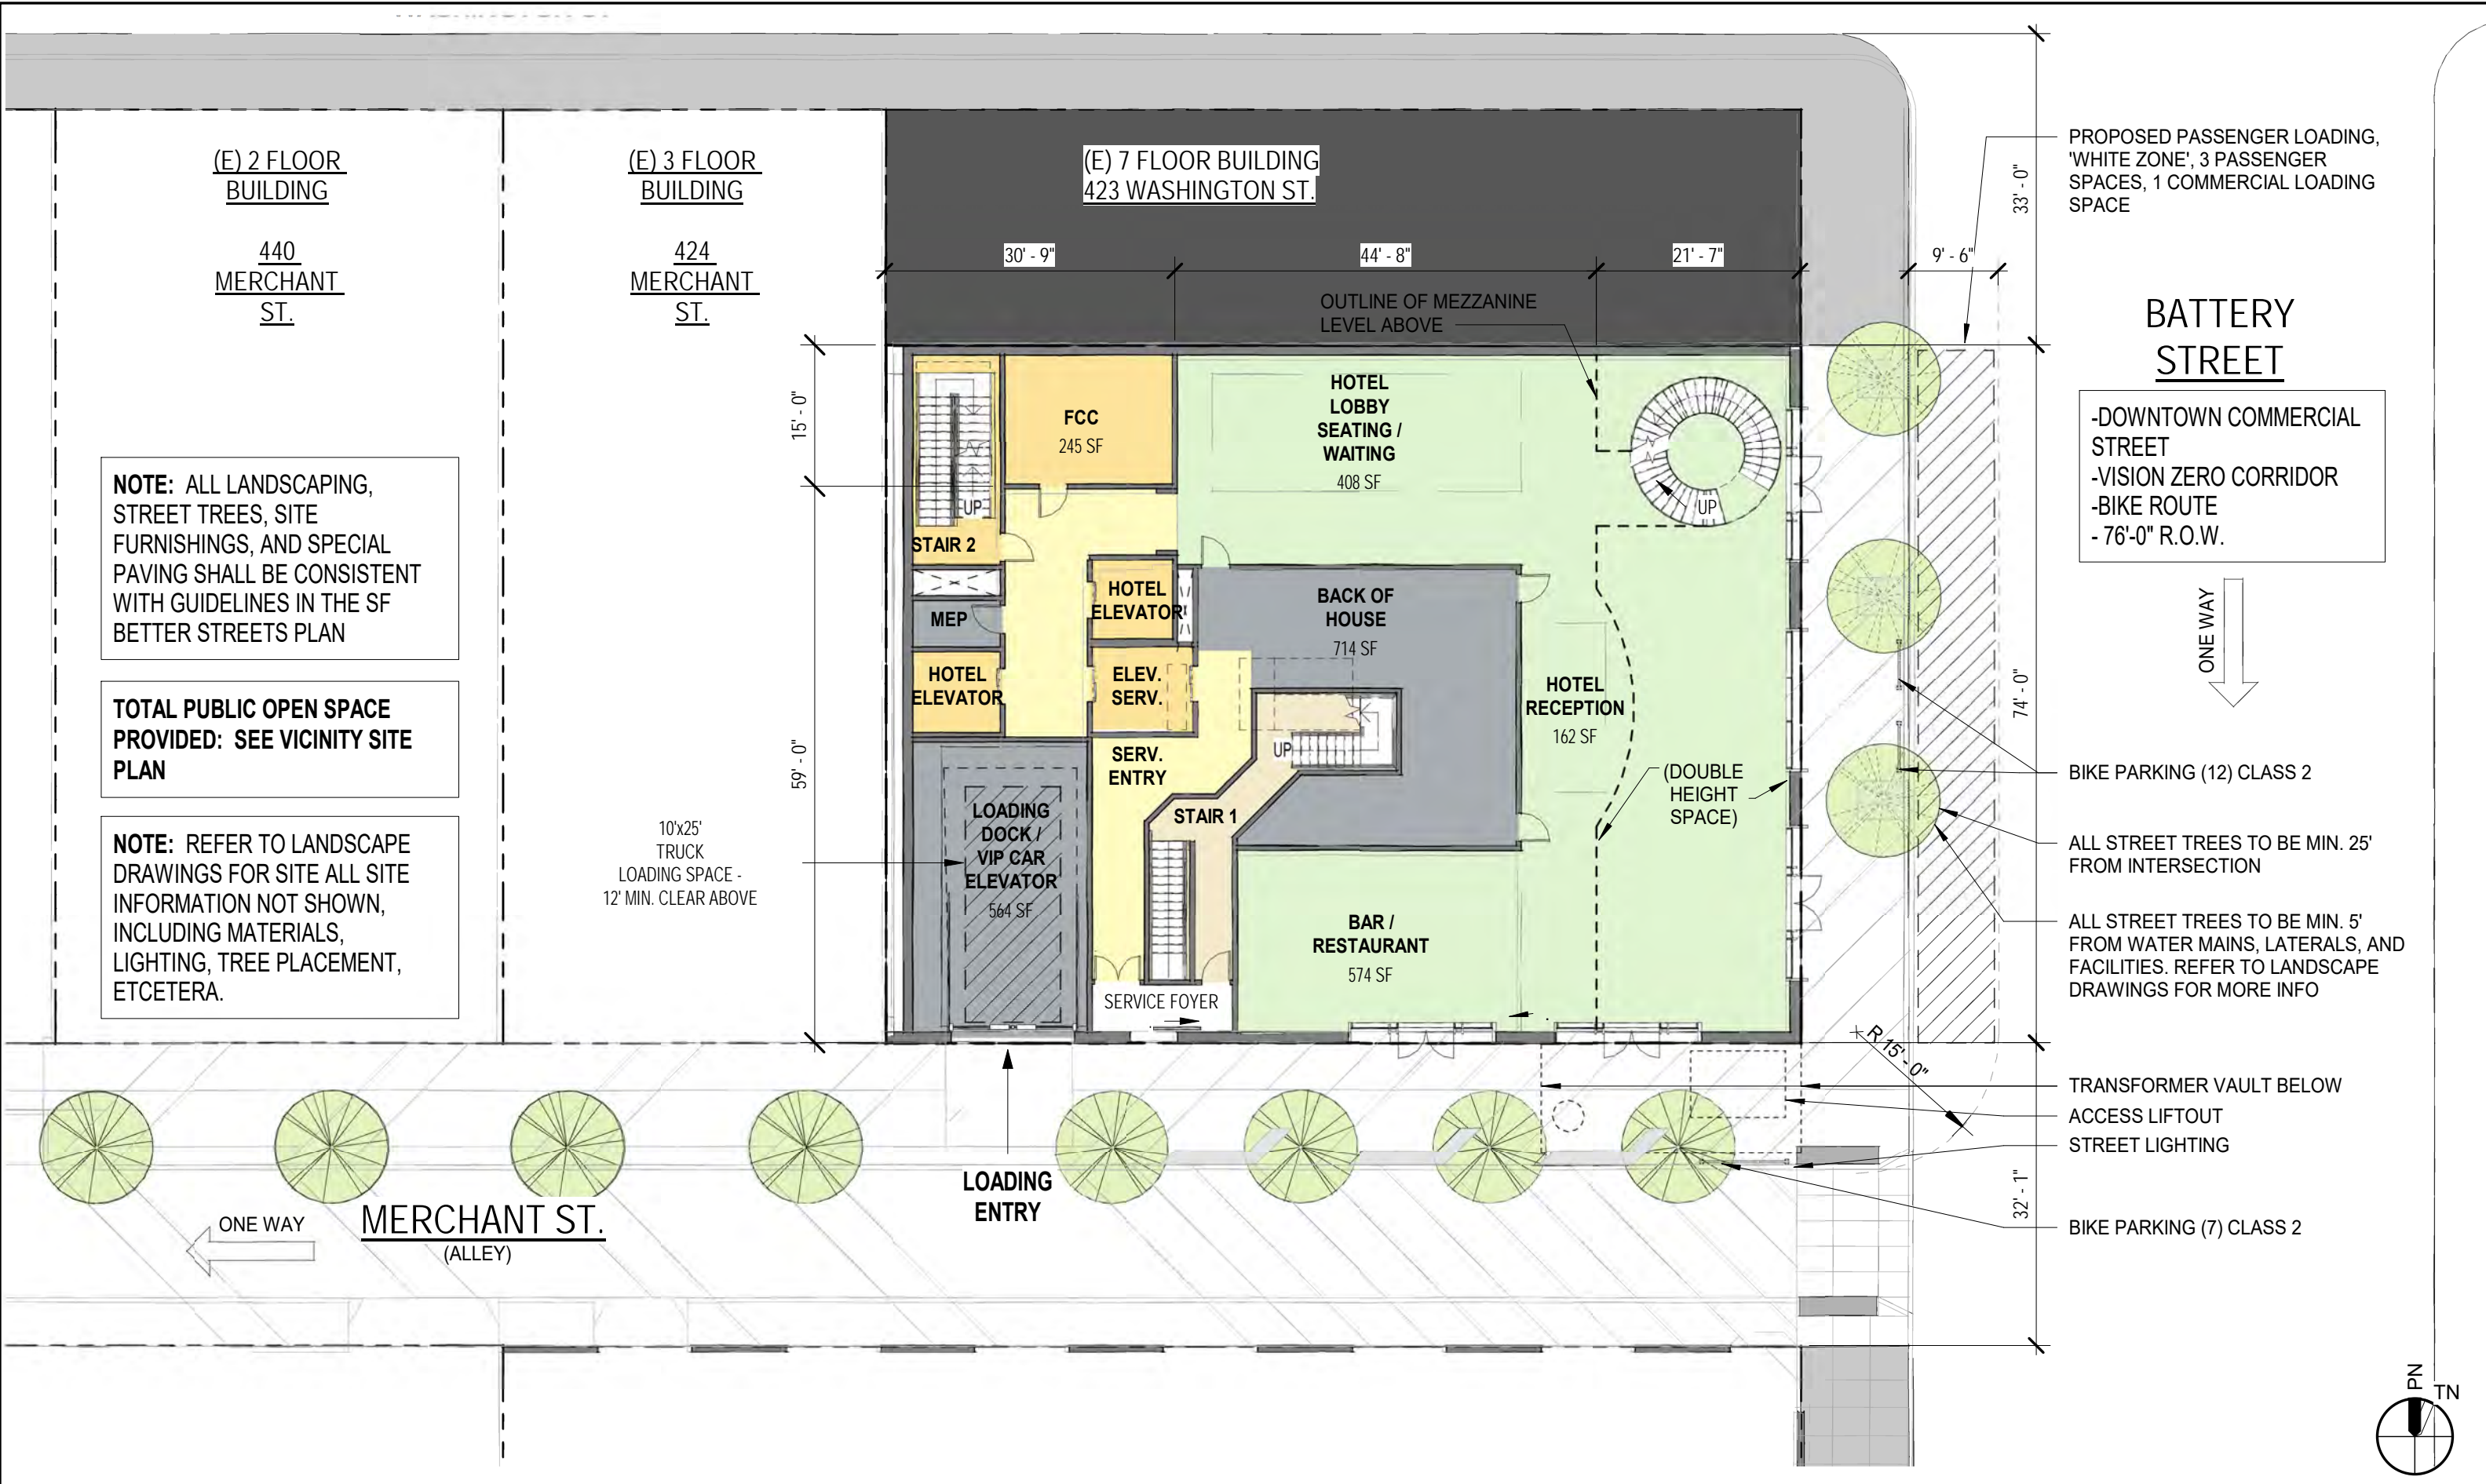 (E) 2 FLOOR
BUILDING
440
MERCHANT
ST.
(E) 3 FLOOR
BUILDING
424
MERCHANT
ST.
(E) 7 FLOOR BUILDING
423 WASHINGTON ST.
30' - 9"
44' - 8"
21' - 7"
9' - 6"
33' - 0"
OUTLINE OF MEZZANINE
LEVEL ABOVE
PROPOSED PASSENGER LOADING,
'WHITE ZONE', 3 PASSENGER
SPACES, 1 COMMERCIAL LOADING
SPACE
BATTERY
STREET
-DOWNTOWN COMMERCIAL
STREET
-VISION ZERO CORRIDOR
-BIKE ROUTE
- 76'-0" R.O.W.
ONE WAY
74' - 0"
NOTE: ALL LANDSCAPING,
STREET TREES, SITE
FURNISHINGS, AND SPECIAL
PAVING SHALL BE CONSISTENT
WITH GUIDELINES IN THE SF
BETTER STREETS PLAN
TOTAL PUBLIC OPEN SPACE
PROVIDED: SEE VICINITY SITE
PLAN
NOTE: REFER TO LANDSCAPE
DRAWINGS FOR SITE ALL SITE
INFORMATION NOT SHOWN,
INCLUDING MATERIALS,
LIGHTING, TREE PLACEMENT,
ETCETERA.
15' - 0"
59' - 0"
10'x25'
TRUCK
LOADING SPACE -
12' MIN. CLEAR ABOVE
UP
STAIR 2
FCC
245 SF
HOTEL
LOBBY
SEATING /
WAITING
408 SF
UP
MEP
HOTEL
ELEVATOR
HOTEL
ELEVATOR
ELEV.
SERV.
BACK OF
HOUSE
714 SF
HOTEL
RECEPTION
162 SF
(DOUBLE
HEIGHT
SPACE)
SERV.
ENTRY
UP
STAIR 1
LOADING
DOCK /
VIP CAR
ELEVATOR
564 SF
BAR /
RESTAURANT
574 SF
SERVICE FOYER
BIKE PARKING (12) CLASS 2
ALL STREET TREES TO BE MIN. 25'
FROM INTERSECTION
ALL STREET TREES TO BE MIN. 5'
FROM WATER MAINS, LATERALS, AND
FACILITIES. REFER TO LANDSCAPE
DRAWINGS FOR MORE INFO
R 15' - 0"
TRANSFORMER VAULT BELOW
ACCESS LIFTOUT
STREET LIGHTING
32' - 1"
BIKE PARKING (7) CLASS 2
LOADING
ENTRY
ONE WAY
MERCHANT ST.
(ALLEY)
PN
TN